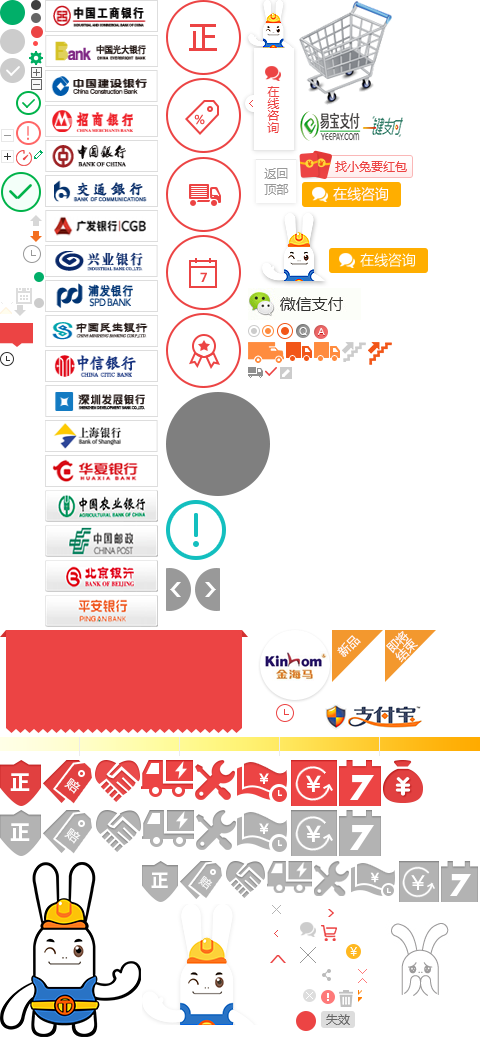 中国工商银行
INDUSTRIAL AND COMMERCIAL BANK OF CHINA
Bank
中国光大银行
CHINA EVERBRIGHT BANK
中国建设银行
China Construction Bank
招商银行
CHINA MERCHANTS BANK
中国银行
BANK OF CHINA
交通银行
BANK OF COMMUNICATIONS
广发银行|CGB
兴业银行
INDUSTRIAL BANK CO.,LTD.
浦发银行
SPD BANK
中国民生银行
CHINA MINSHENG BANKING CORP.,LTD
中信银行
CHINA CITIC BANK
深圳发展银行
SHENZHEN DEVELOPMENT BANK CO.,LTD.
上海银行
Bank of Shanghai
华夏银行
HUAXIA BANK
中国农业银行
AGRICULTURAL BANK OF CHINA
中国邮政
CHINA POST
北京银行
BANK OF BEIJING
平安银行
PINGAN BANK
正
%
7
在线咨询
返回
顶部
易宝支付
YEEPAY.COM
一键支付
找小兔要红包
在线咨询
在线咨询
微信支付
A
Kinhom
金海马
新品
即将
结束
支付宝
正
赔
¥
¥
7
¥
正
赔
¥
¥
7
正
赔
¥
¥
7
¥
失效